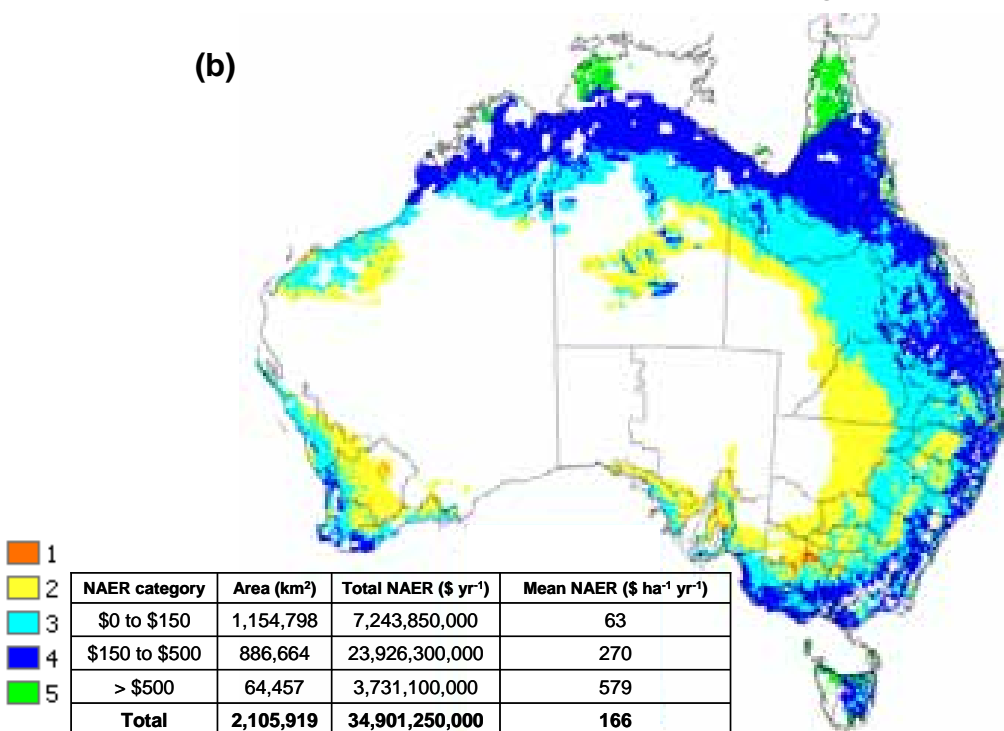 (b)
1
2
3
4
5
NAER category Area (km²) Total NAER ($ yr⁻¹) Mean NAER ($ ha⁻¹ yr⁻¹)
$0 to $150 1,154,798 7,243,850,000 63
$150 to $500 886,664 23,926,300,000 270
> $500 64,457 3,731,100,000 579
Total 2,105,919 34,901,250,000 166